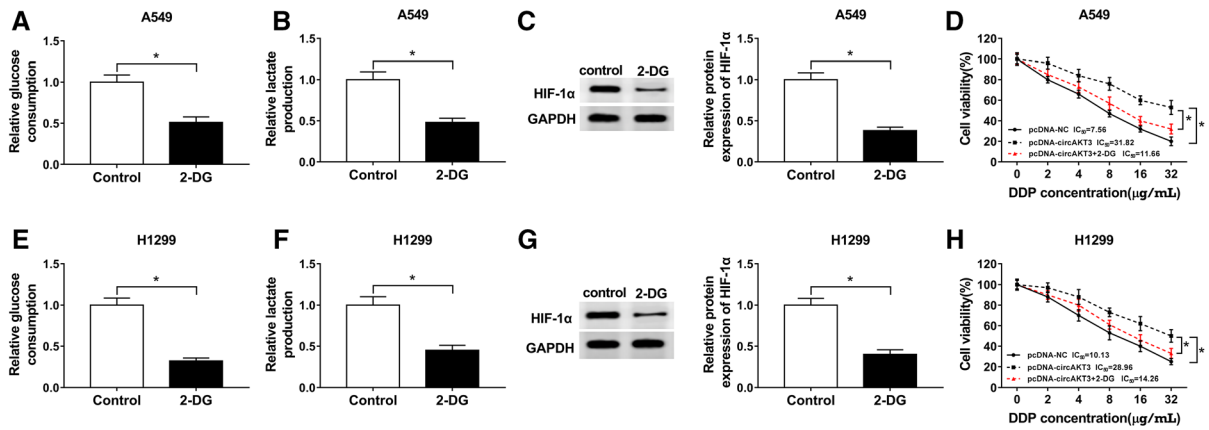 A
A549
Relative glucose
consumption
1.5
1.0
0.5
0.0
*
Control
2-DG
B
A549
Relative lactate
production
1.5
1.0
0.5
0.0
*
Control
2-DG
C
control
2-DG
HIF-1α
GAPDH
A549
Relative protein
expression of HIF-1α
1.5
1.0
0.5
0.0
*
Control
2-DG
D
A549
Cell viability(%)
120
100
80
60
40
20
0
pcDNA-NC IC₅₀=7.56
pcDNA-circAKT3 IC₅₀=31.82
pcDNA-circAKT3+2-DG IC₅₀=11.66
*
*
0 2 4 8 16 32
DDP concentration(μg/mL)
E
H1299
Relative glucose
consumption
1.5
1.0
0.5
0.0
*
Control
2-DG
F
H1299
Relative lactate
production
1.5
1.0
0.5
0.0
*
Control
2-DG
G
control
2-DG
HIF-1α
GAPDH
H1299
Relative protein
expression of HIF-1α
1.5
1.0
0.5
0.0
*
Control
2-DG
H
H1299
Cell viability(%)
120
100
80
60
40
20
0
pcDNA-NC IC₅₀=10.13
pcDNA-circAKT3 IC₅₀=28.96
pcDNA-circAKT3+2-DG IC₅₀=14.26
*
*
0 2 4 8 16 32
DDP concentration(μg/mL)